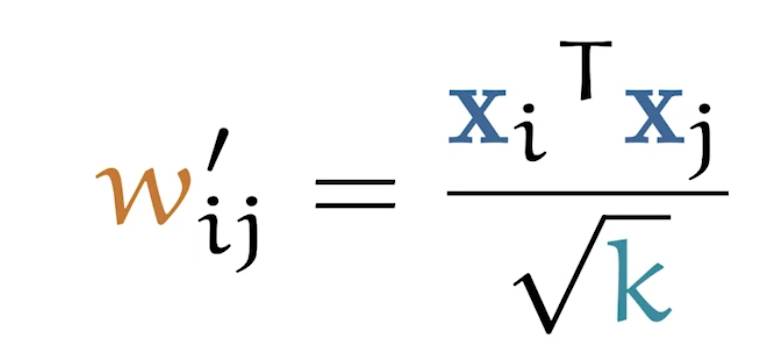 w′ᵢⱼ = xᵢᵀxⱼ / √k